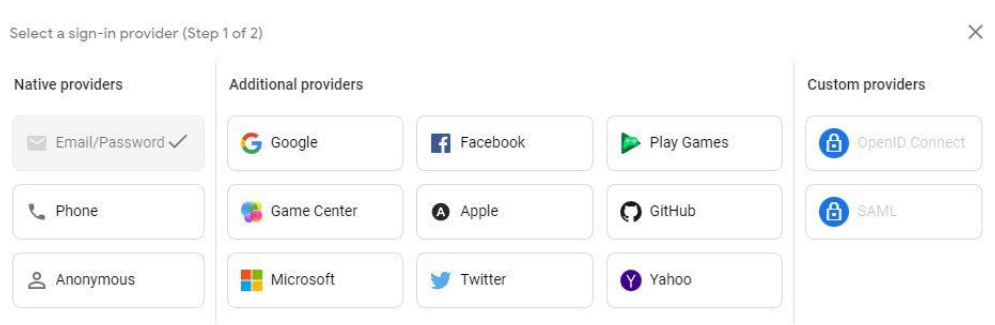 Select a sign-in provider (Step 1 of 2)
Native providers
Email/Password
Phone
Anonymous
Additional providers
Google
Facebook
Play Games
Game Center
Apple
GitHub
Microsoft
Twitter
Yahoo
Custom providers
OpenID Connect
SAML